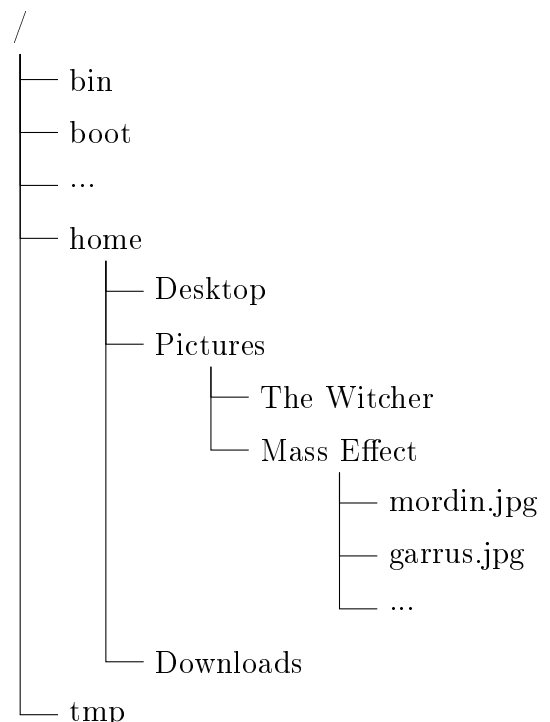 /
bin
boot
...
home
Desktop
Pictures
The Witcher
Mass Effect
mordin.jpg
garrus.jpg
...
Downloads
tmp